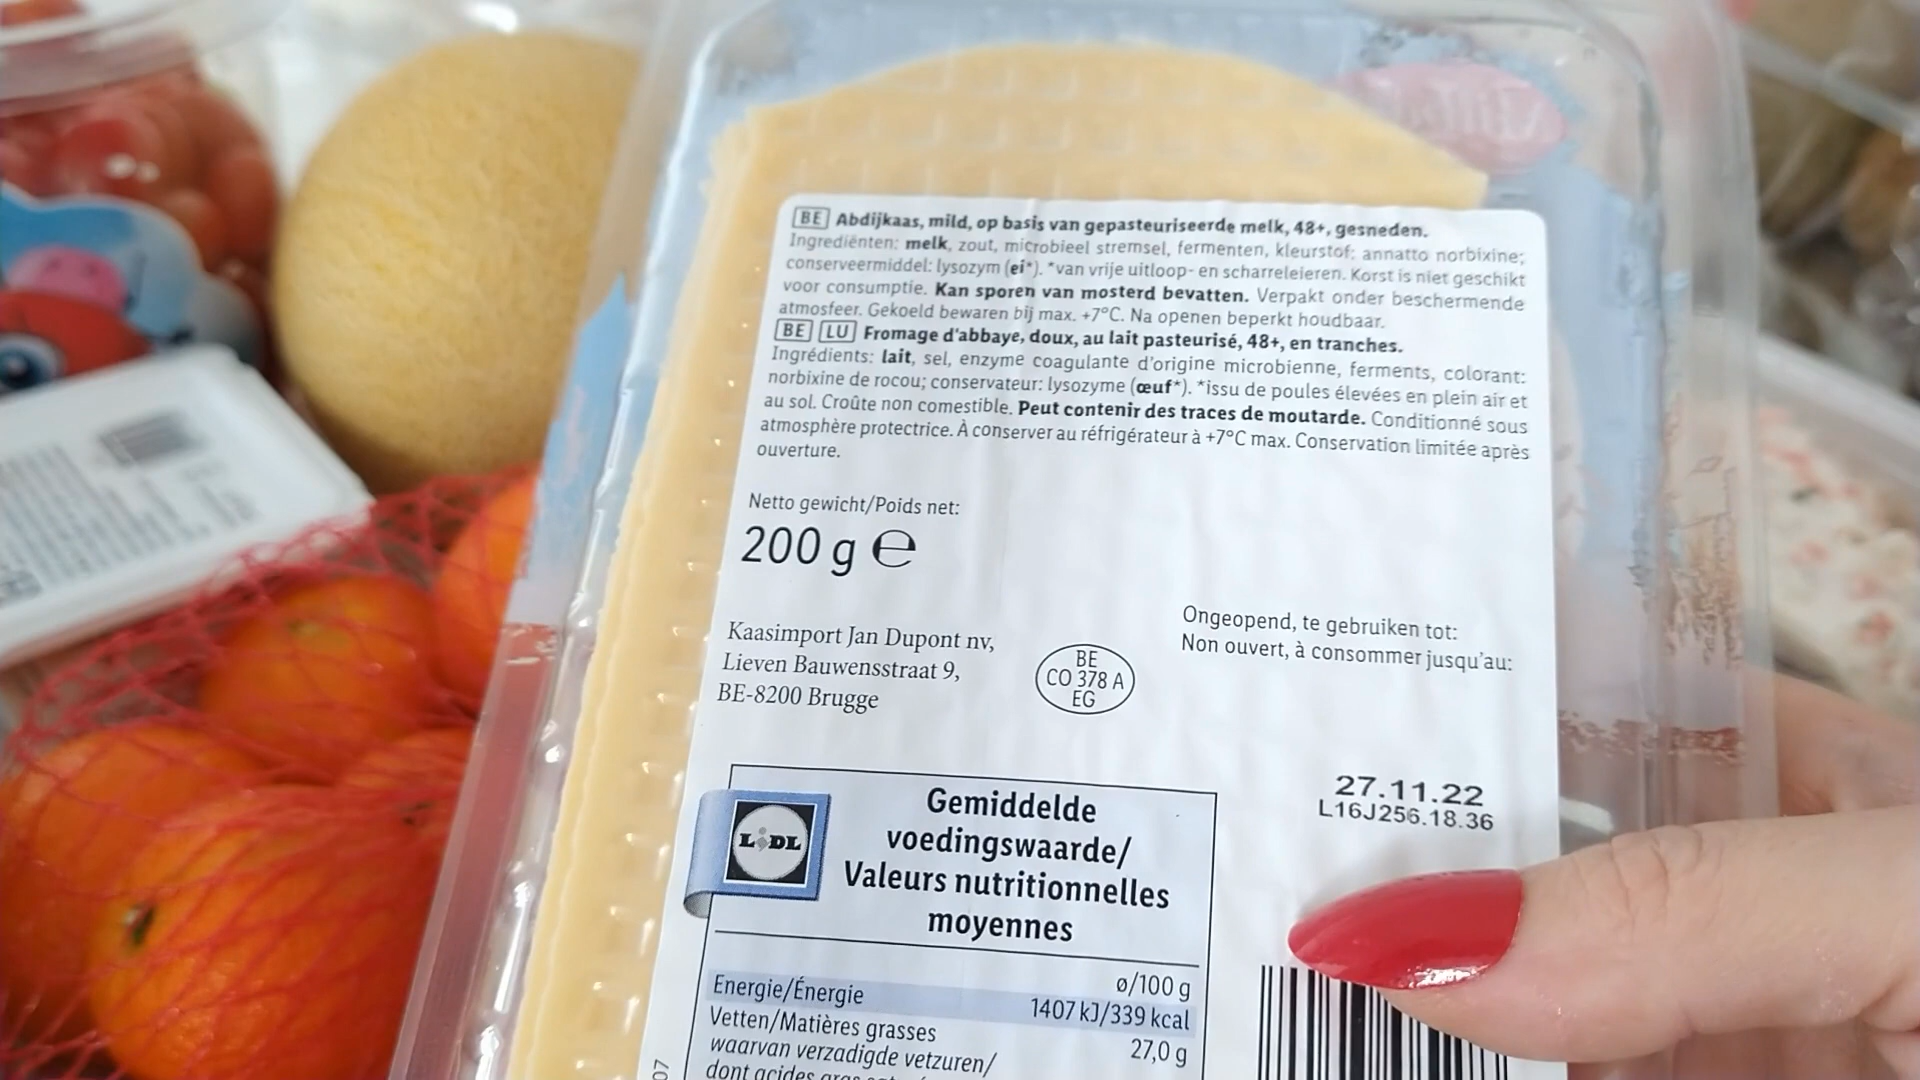 BE Abdijkaas, mild, op basis van gepasteuriseerde melk, 48+, gesneden.
Ingrediënten: melk, zout, microbieel stremsel, fermenten, kleurstof: annatto norbixine;
conserveermiddel: lysozym (ei*). *van vrije uitloop- en scharreleieren. Korst is niet geschikt
voor consumptie. Kan sporen van mosterd bevatten. Verpakt onder beschermende
atmosfeer. Gekoeld bewaren bij max. +7°C. Na openen beperkt houdbaar.
BE LU Fromage d'abbaye, doux, au lait pasteurisé, 48+, en tranches.
Ingrédients: lait, sel, enzyme coagulante d'origine microbienne, ferments, colorant:
norbixine de rocou; conservateur: lysozyme (œuf*). *issu de poules élevées en plein air et
au sol. Croûte non comestible. Peut contenir des traces de moutarde. Conditionné sous
atmosphère protectrice. À conserver au réfrigérateur à +7°C max. Conservation limitée après
ouverture.
Netto gewicht/Poids net:
200 g e
Kaasimport Jan Dupont nv,
Lieven Bauwensstraat 9,
BE-8200 Brugge
BE
CO 378 A
EG
Ongeopend, te gebruiken tot:
Non ouvert, à consommer jusqu'au:
27.11.22
L16J256.18.36
LIDL
Gemiddelde
voedingswaarde/
Valeurs nutritionnelles
moyennes
ø/100 g
Energie/Énergie 1407 kJ/339 kcal
Vetten/Matières grasses 27,0 g
waarvan verzadigde vetzuren/
dont acides
07